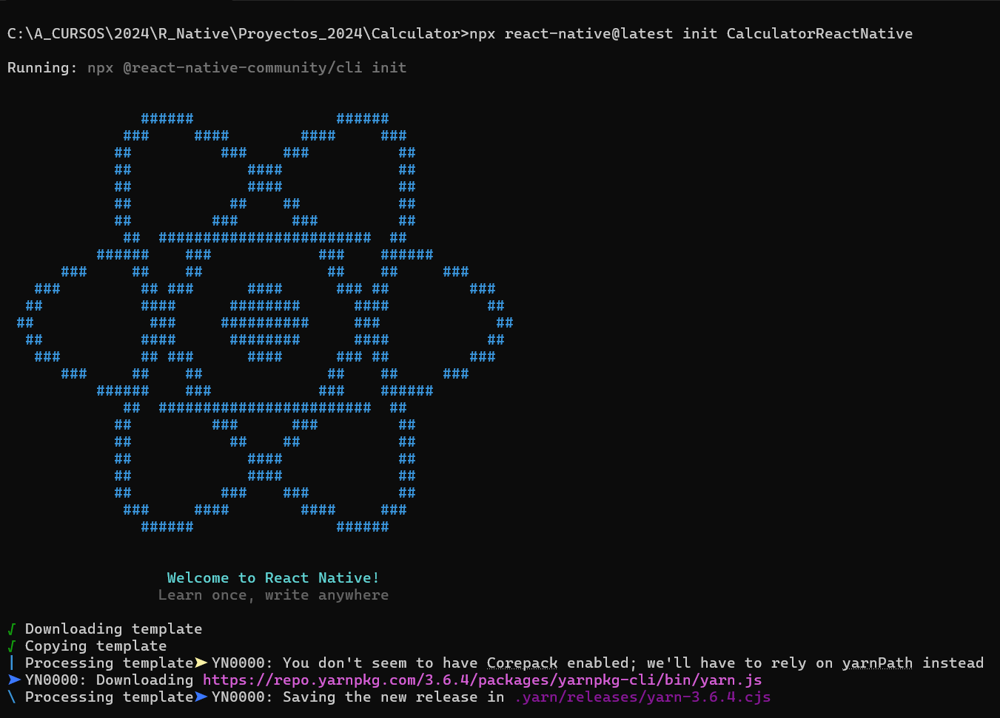 C:\A_CURSOS\2024\R_Native\Proyectos_2024\Calculator>npx react-native@latest init CalculatorReactNative
Running: npx @react-native-community/cli init
               ######                ######
             ###     ####        ####     ###
            ##          ###    ###          ##
            ##             ####             ##
            ##             ####             ##
            ##           ##    ##           ##
            ##         ###      ###         ##
             ##  ########################  ##
          ######    ###            ###    ######
      ###     ##    ##              ##    ##     ###
   ###         ## ###      ####      ### ##         ###
  ##           ####      ########      ####           ##
 ##             ###     ##########     ###             ##
  ##           ####      ########      ####           ##
   ###         ## ###      ####      ### ##         ###
      ###     ##    ##              ##    ##     ###
          ######    ###            ###    ######
             ##  ########################  ##
            ##         ###      ###         ##
            ##           ##    ##           ##
            ##             ####             ##
            ##             ####             ##
            ##          ###    ###          ##
             ###     ####        ####     ###
               ######                ######
Welcome to React Native!
Learn once, write anywhere
√ Downloading template
√ Copying template
| Processing template➤ YN0000: You don't seem to have Corepack enabled; we'll have to rely on yarnPath instead
➤ YN0000: Downloading https://repo.yarnpkg.com/3.6.4/packages/yarnpkg-cli/bin/yarn.js
\ Processing template➤ YN0000: Saving the new release in .yarn/releases/yarn-3.6.4.cjs